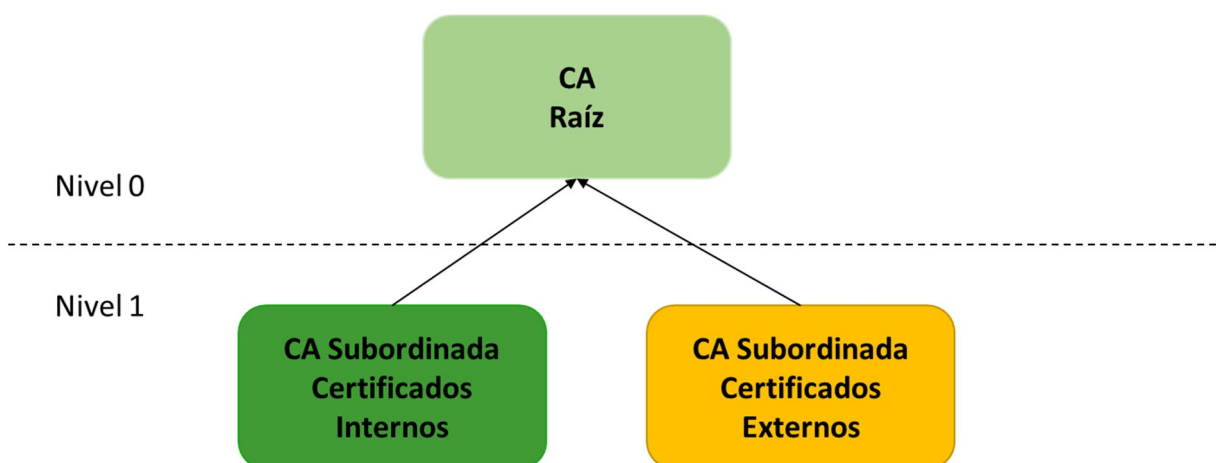 CA
Raíz
Nivel 0
Nivel 1
CA Subordinada
Certificados
Internos
CA Subordinada
Certificados
Externos